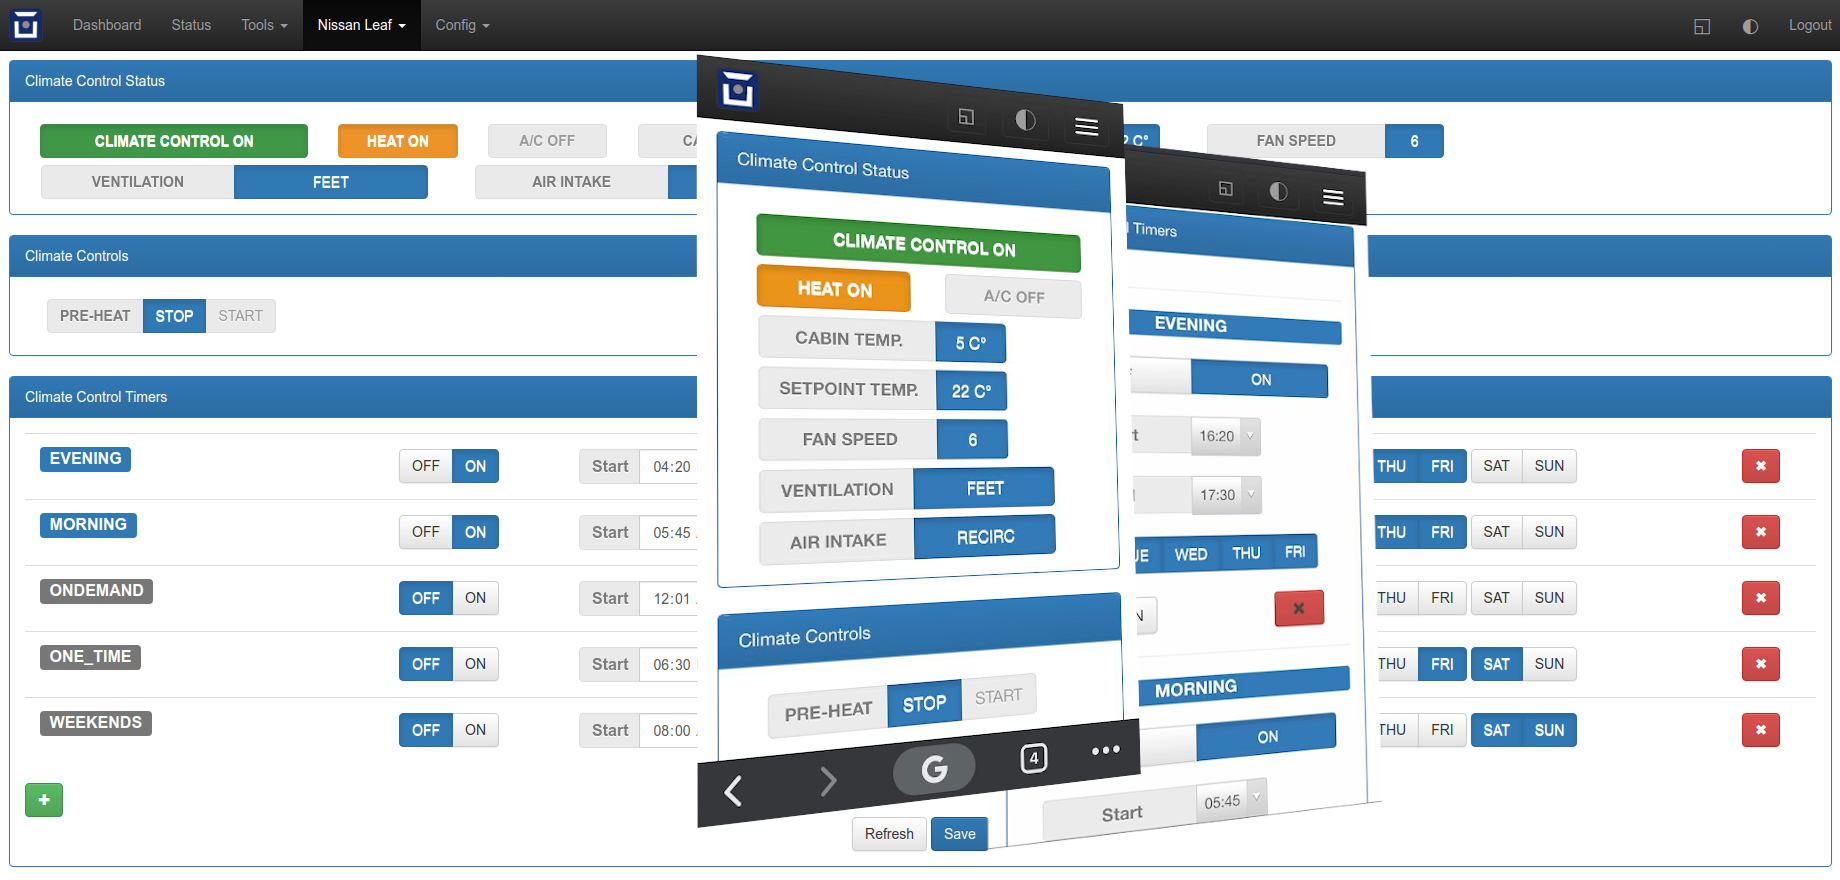 Dashboard Status Tools Nissan Leaf Config Logout
Climate Control Status
CLIMATE CONTROL ON HEAT ON A/C OFF
FAN SPEED 6
VENTILATION FEET AIR INTAKE
Climate Controls
PRE-HEAT STOP START
Climate Control Timers
EVENING OFF ON Start 04:20 THU FRI SAT SUN
MORNING OFF ON Start 05:45 THU FRI SAT SUN
ONDEMAND OFF ON Start 12:01 THU FRI SAT SUN
ONE_TIME OFF ON Start 06:30 THU FRI SAT SUN
WEEKENDS OFF ON Start 08:00 THU FRI SAT SUN
Refresh Save
Climate Control Status
CLIMATE CONTROL ON
HEAT ON A/C OFF
CABIN TEMP. 5 C°
SETPOINT TEMP. 22 C°
FAN SPEED 6
VENTILATION FEET
AIR INTAKE RECIRC
Climate Controls
PRE-HEAT STOP START
G 4
Timers
EVENING
ON
16:20
17:30
WED THU FRI
MORNING
ON
Start 05:45